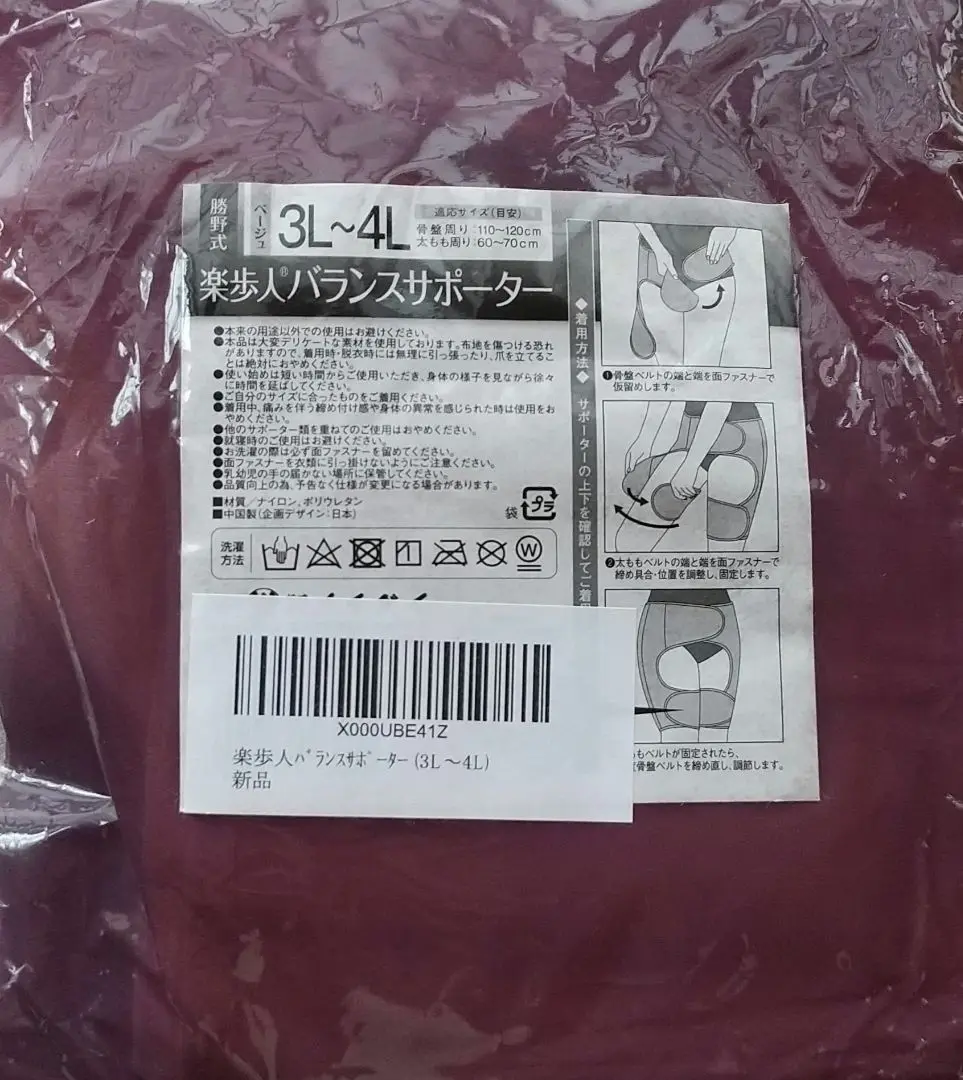 勝野式
ベージュ
3L～4L
適応サイズ(目安)
骨盤周り:110～120cm
太もも周り:60～70cm
楽歩人®バランスサポーター
●本来の用途以外での使用はお避けください。
●本品は大変デリケートな素材を使用しております。布地を傷つける恐れ
がありますので、着用時・脱衣時には無理に引っ張ったり、爪を立てるこ
とは絶対におやめください。
●使い始めは短い時間からご使用いただき、身体の様子を見ながら徐々
に時間を延ばしてください。
●ご自分のサイズに合ったものをご着用ください。
●着用中、痛みを伴う締め付け感や身体の異常を感じられた時は使用をお
やめください。
●他のサポーター類を重ねてのご使用はおやめください。
●就寝時のご使用はお避けください。
●お洗濯の際は必ず面ファスナーを留めてください。
●面ファスナーを衣類に引っ掛けないようにご注意ください。
●乳幼児の手の届かない場所に保管してください。
●品質向上の為、予告なく仕様が変更になる場合があります。
■材質／ナイロン、ポリウレタン
■中国製(企画デザイン:日本)
袋 プラ
洗濯
方法
W
◆着用方法◆ サポーターの上下を確認してご着用
❶骨盤ベルトの端と端を面ファスナーで
仮留めします。
❷太ももベルトの端と端を面ファスナーで
締め具合・位置を調整し、固定します。
ももベルトが固定されたら、
骨盤ベルトを締め直し、調節します。
X000UBE41Z
楽歩人ﾊﾞﾗﾝｽｻﾎﾟｰﾀｰ(3L～4L)
新品